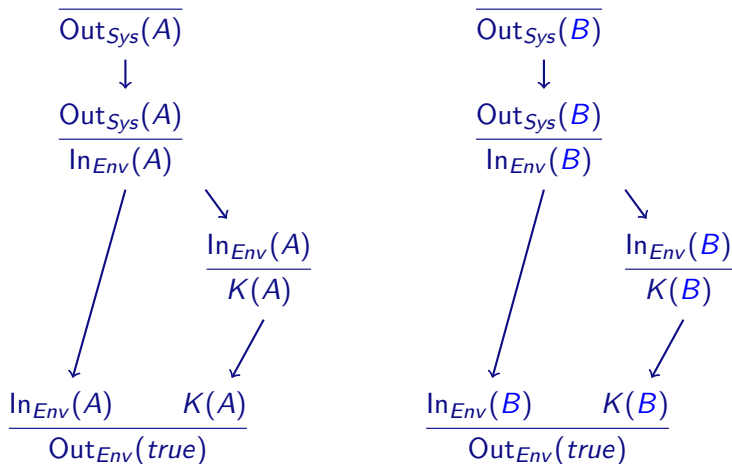 Out_Sys(A) Out_Sys(B)
Out_Sys(A) Out_Sys(B)
In_Env(A) In_Env(B)
In_Env(A) In_Env(B)
K(A) K(B)
In_Env(A) K(A) In_Env(B) K(B)
Out_Env(true) Out_Env(true)